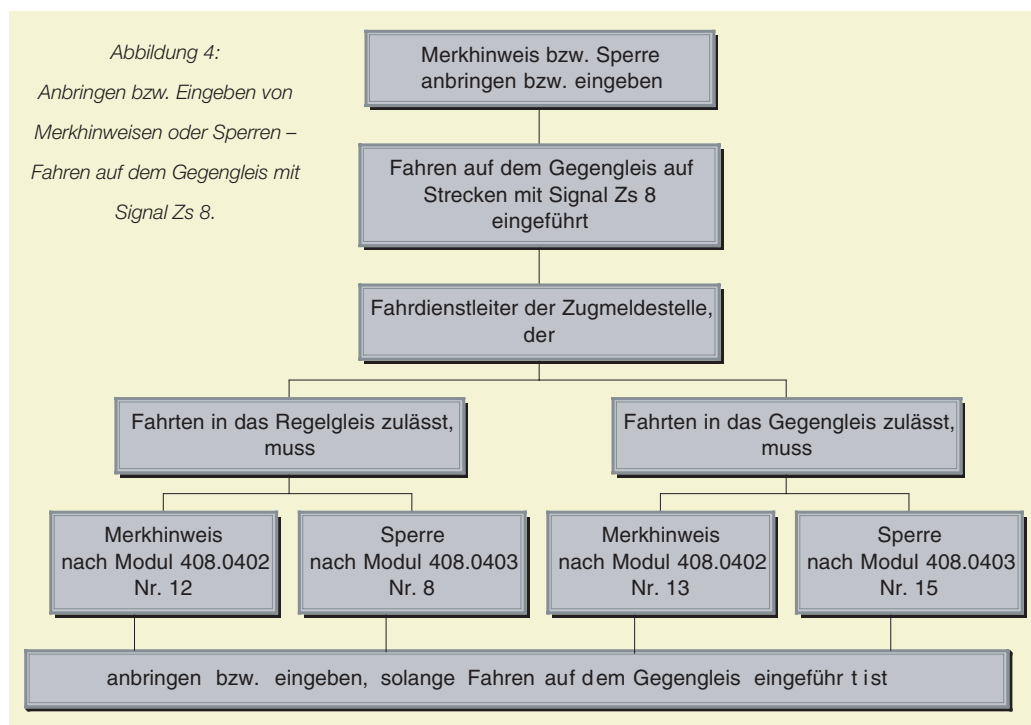 Abbildung 4:
Anbringen bzw. Eingeben von
Merkhinweisen oder Sperren –
Fahren auf dem Gegengleis mit
Signal Zs 8.
Merkhinweis bzw. Sperre
anbringen bzw. eingeben
Fahren auf dem Gegengleis auf
Strecken mit Signal Zs 8
eingeführt
Fahrdienstleiter der Zugmeldestelle,
der
Fahrten in das Regelgleis zulässt,
muss
Fahrten in das Gegengleis zulässt,
muss
Merkhinweis
nach Modul 408.0402
Nr. 12
Sperre
nach Modul 408.0403
Nr. 8
Merkhinweis
nach Modul 408.0402
Nr. 13
Sperre
nach Modul 408.0403
Nr. 15
anbringen bzw. eingeben, solange Fahren auf dem Gegengleis eingeführt ist